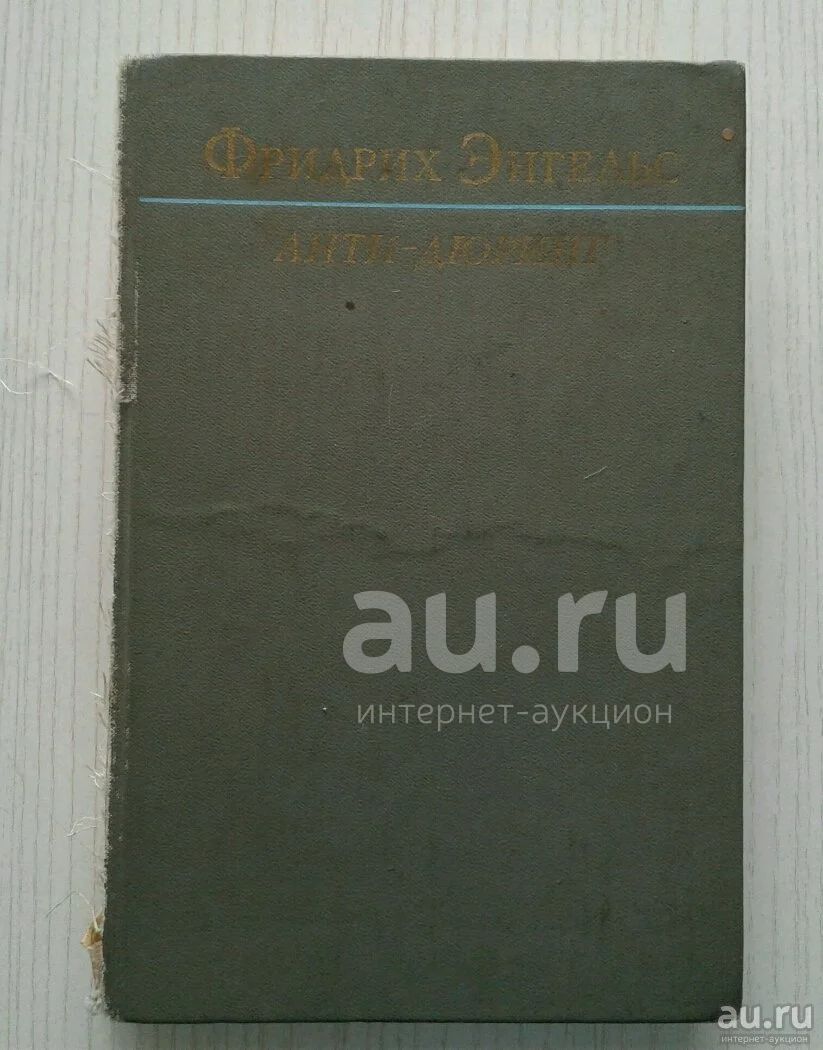 Фридрих Энгельс
АНТИ-ДЮРИНГ
au.ru
интернет-аукцион
au.ru
интернет-аукцион